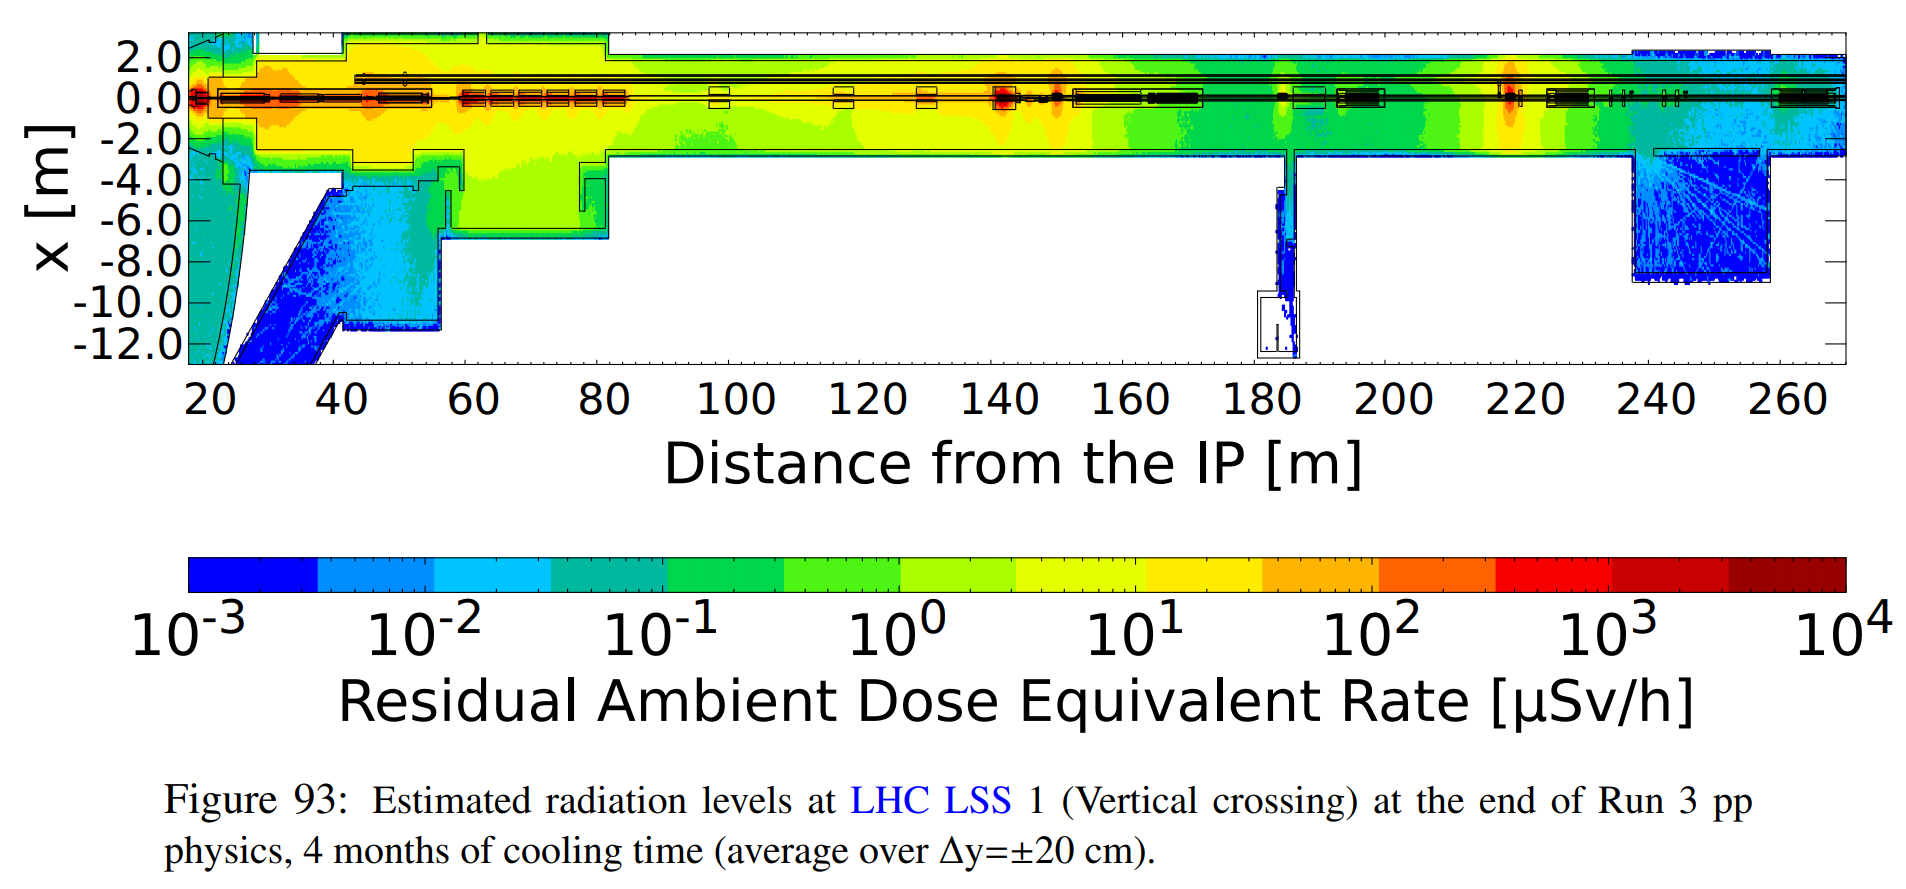 2.0
0.0
-2.0
-4.0
-6.0
-8.0
-10.0
-12.0
x [m]
20 40 60 80 100 120 140 160 180 200 220 240 260
Distance from the IP [m]
10⁻³ 10⁻² 10⁻¹ 10⁰ 10¹ 10² 10³ 10⁴
Residual Ambient Dose Equivalent Rate [µSv/h]
Figure 93: Estimated radiation levels at LHC LSS 1 (Vertical crossing) at the end of Run 3 pp
physics, 4 months of cooling time (average over Δy=±20 cm).